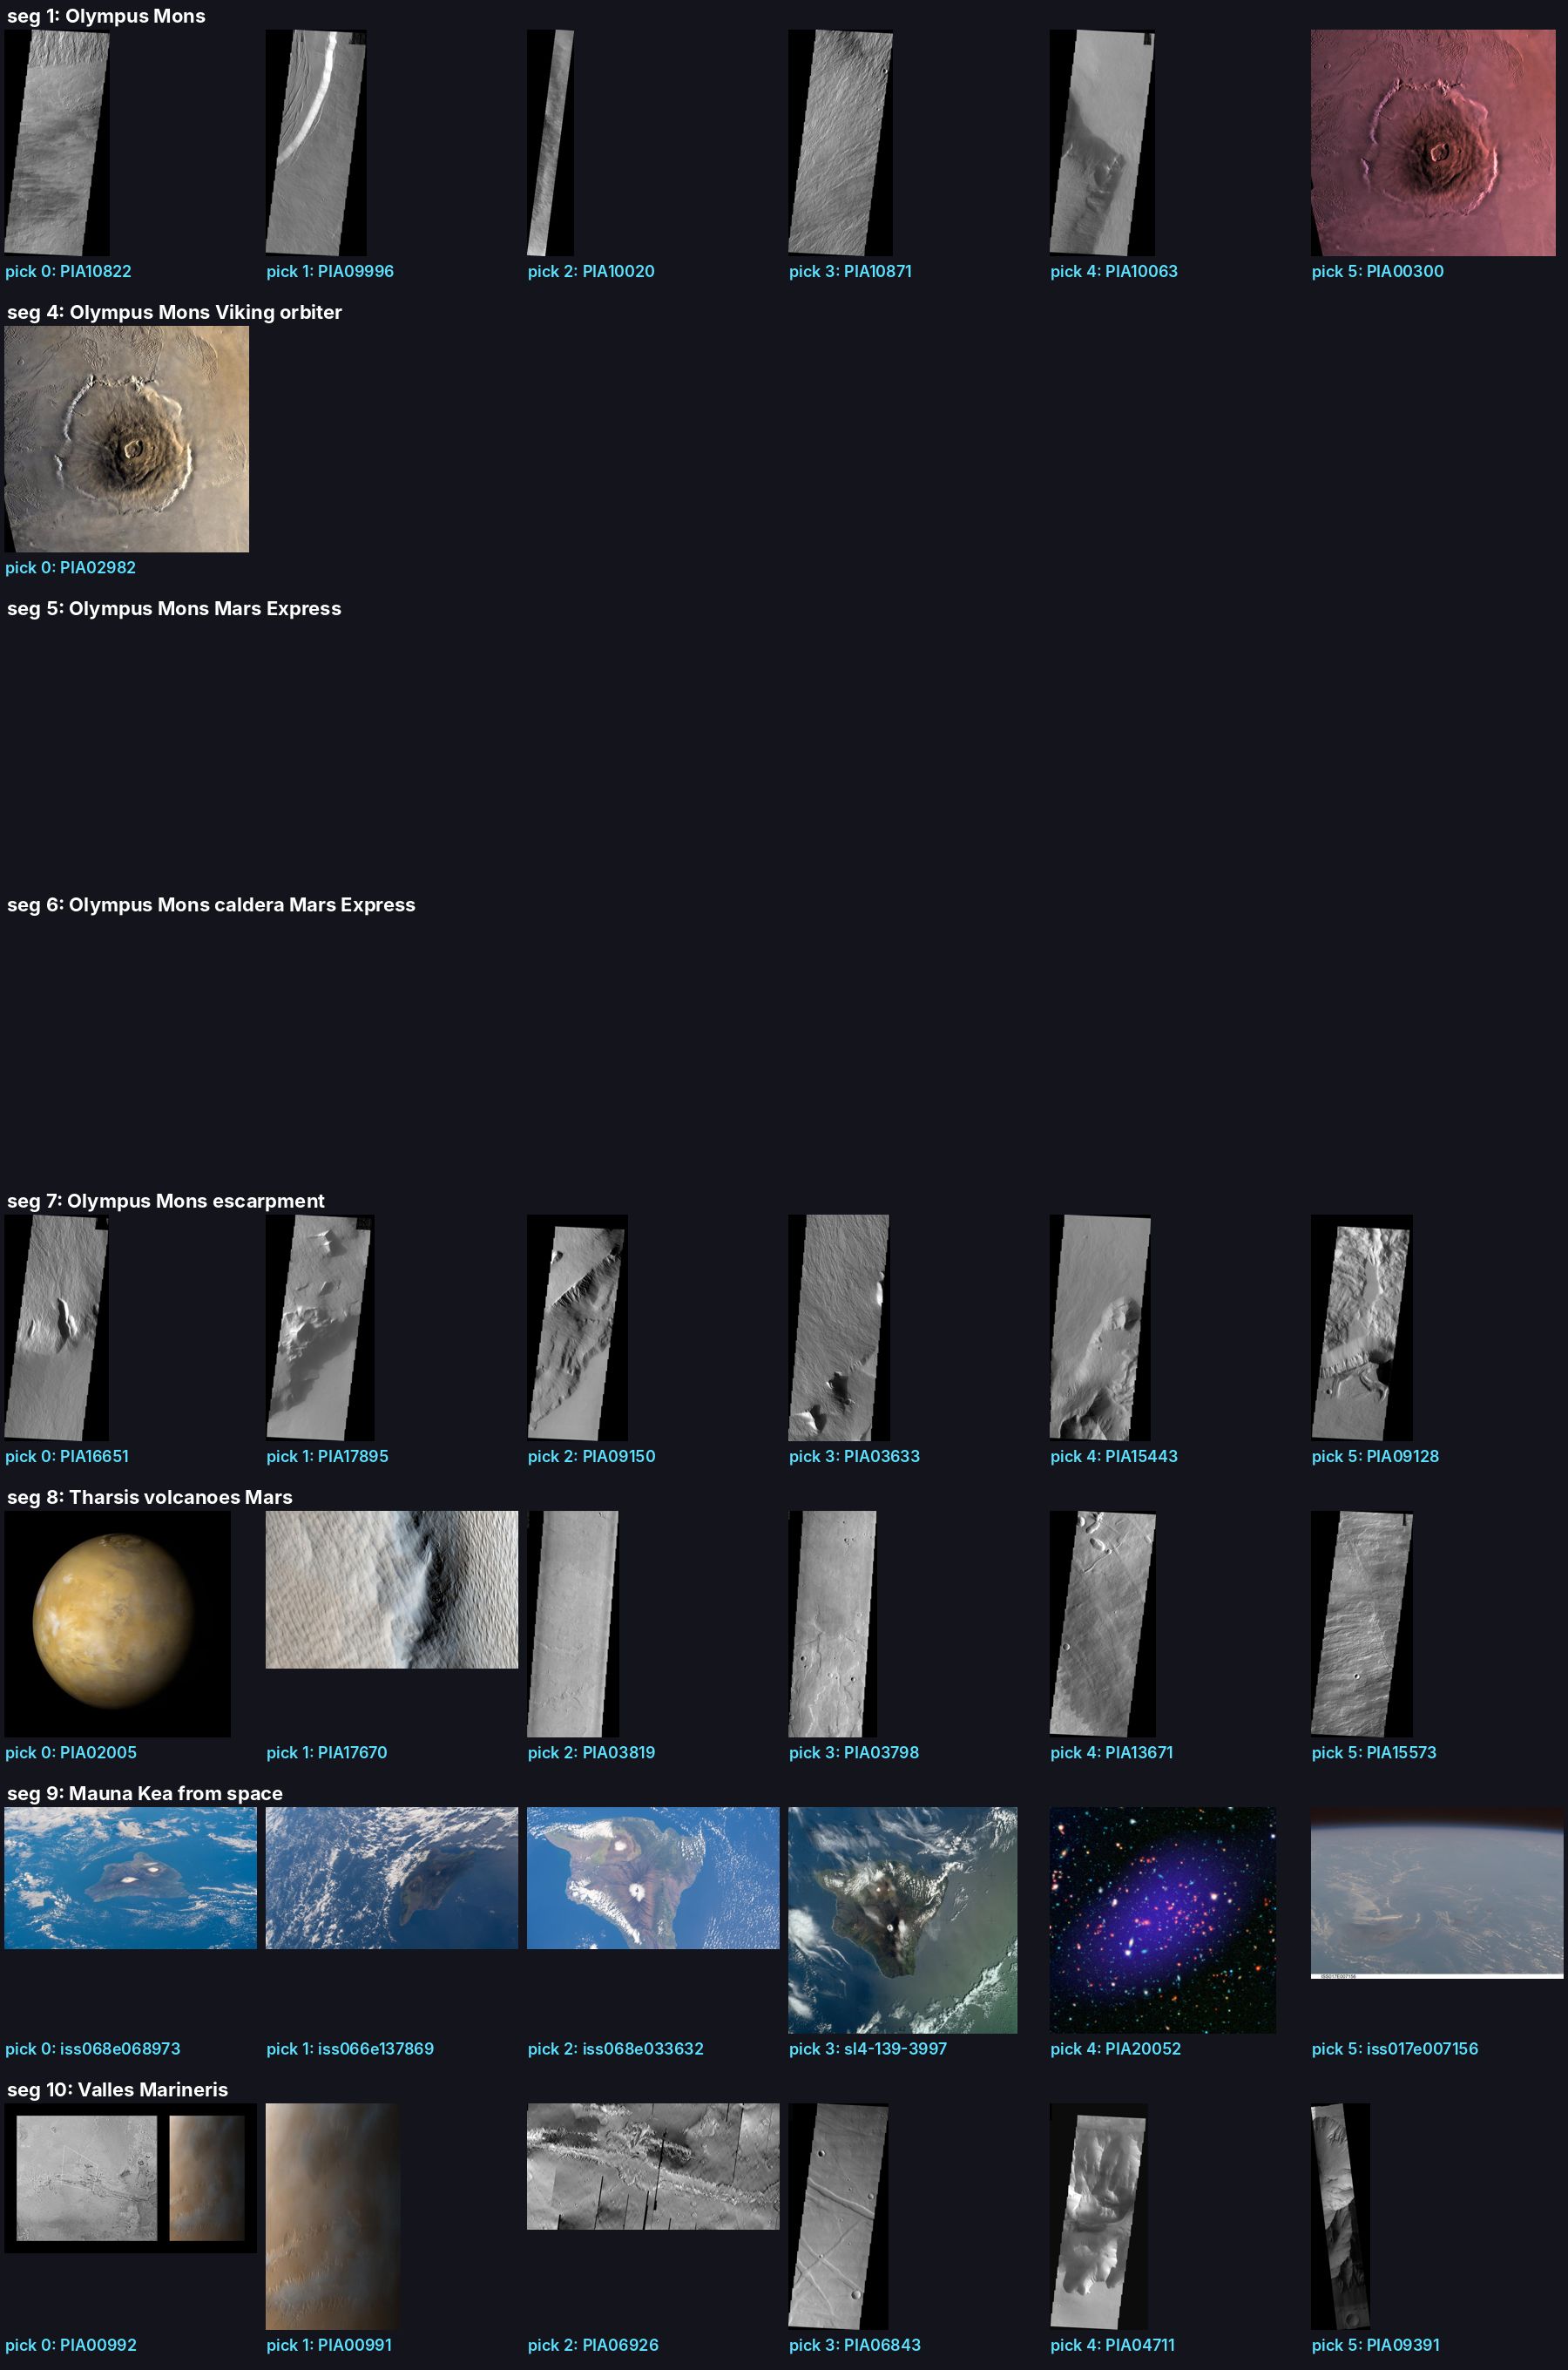 seg 1: Olympus Mons
pick 0: PIA10822
pick 1: PIA09996
pick 2: PIA10020
pick 3: PIA10871
pick 4: PIA10063
pick 5: PIA00300
seg 4: Olympus Mons Viking orbiter
pick 0: PIA02982
seg 5: Olympus Mons Mars Express
seg 6: Olympus Mons caldera Mars Express
seg 7: Olympus Mons escarpment
pick 0: PIA16651
pick 1: PIA17895
pick 2: PIA09150
pick 3: PIA03633
pick 4: PIA15443
pick 5: PIA09128
seg 8: Tharsis volcanoes Mars
pick 0: PIA02005
pick 1: PIA17670
pick 2: PIA03819
pick 3: PIA03798
pick 4: PIA13671
pick 5: PIA15573
seg 9: Mauna Kea from space
ISS017E007156
pick 0: iss068e068973
pick 1: iss066e137869
pick 2: iss068e033632
pick 3: sl4-139-3997
pick 4: PIA20052
pick 5: iss017e007156
seg 10: Valles Marineris
pick 0: PIA00992
pick 1: PIA00991
pick 2: PIA06926
pick 3: PIA06843
pick 4: PIA04711
pick 5: PIA09391